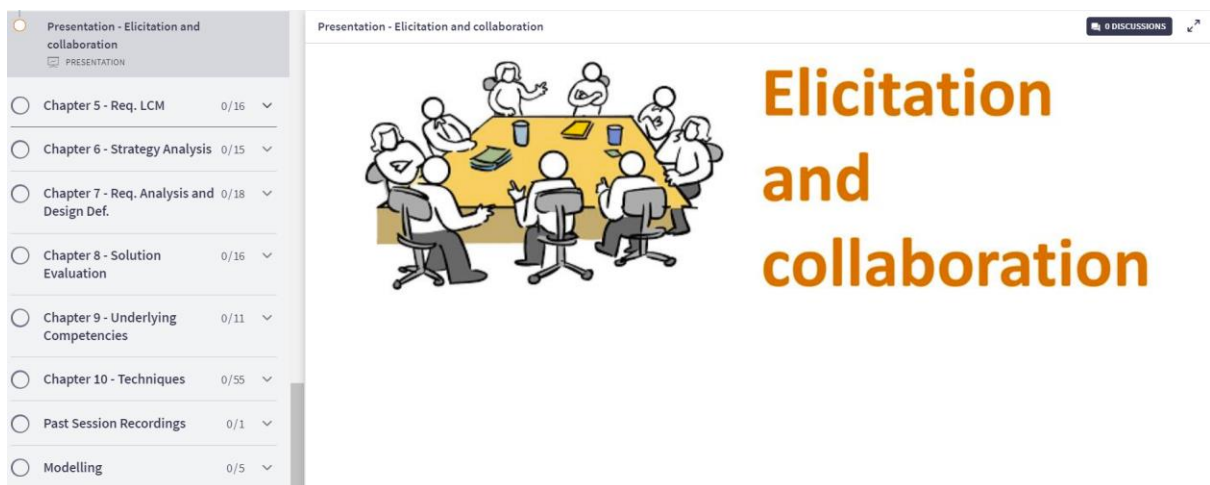 Presentation - Elicitation and
collaboration
PRESENTATION
Chapter 5 - Req. LCM 0/16
Chapter 6 - Strategy Analysis 0/15
Chapter 7 - Req. Analysis and 0/18
Design Def.
Chapter 8 - Solution 0/16
Evaluation
Chapter 9 - Underlying 0/11
Competencies
Chapter 10 - Techniques 0/55
Past Session Recordings 0/1
Modelling 0/5
Presentation - Elicitation and collaboration
0 DISCUSSIONS
Elicitation
and
collaboration